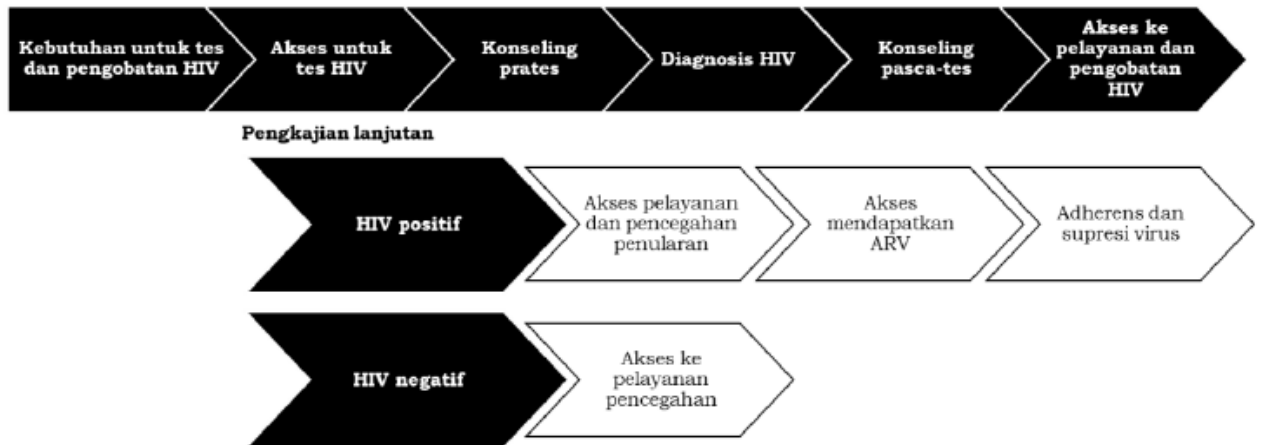 Kebutuhan untuk tes
dan pengobatan HIV
Akses untuk
tes HIV
Konseling
prates
Diagnosis HIV
Konseling
pasca-tes
Akses ke
pelayanan dan
pengobatan
HIV
Pengkajian lanjutan
HIV positif
Akses pelayanan
dan pencegahan
penularan
Akses
mendapatkan
ARV
Adherens dan
supresi virus
HIV negatif
Akses ke
pelayanan
pencegahan